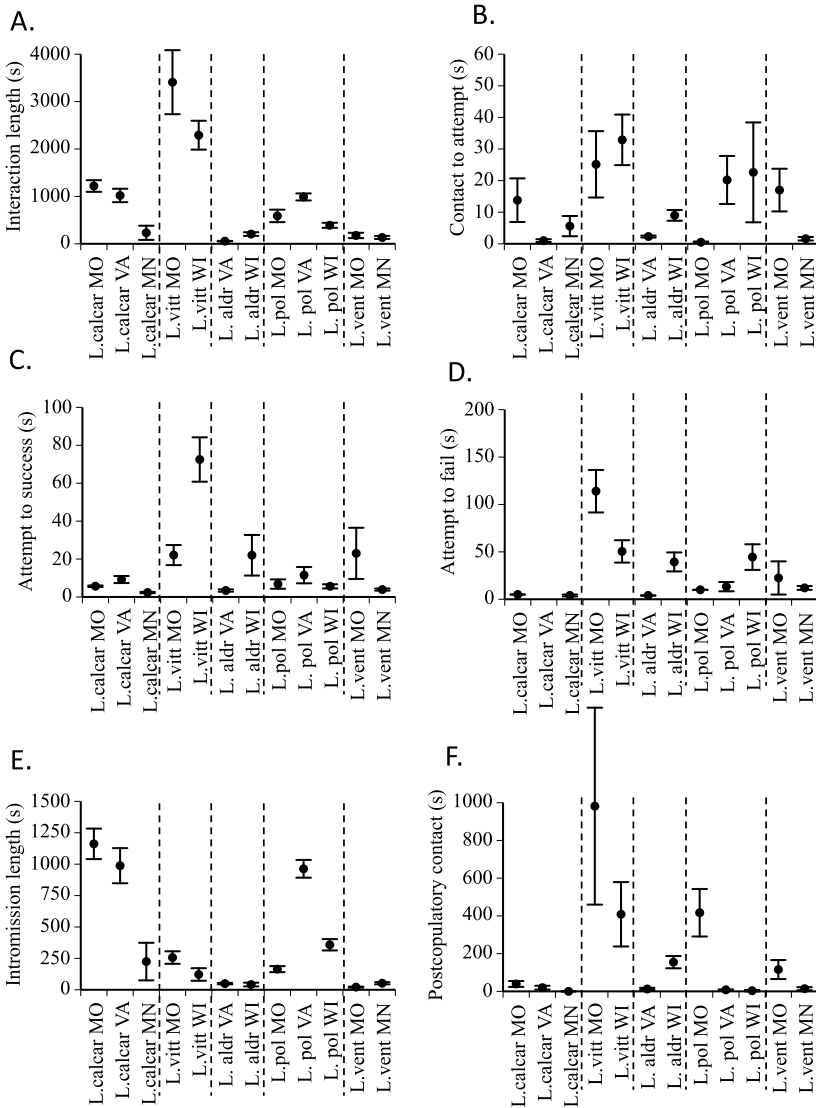 A.
Interaction length (s)
4000
3000
2000
1000
0
L.calcar MO
L.calcar VA
L.calcar MN
L.vitt MO
L.vitt WI
L. aldr VA
L. aldr WI
L.pol MO
L. pol VA
L. pol WI
L.vent MO
L.vent MN
B.
Contact to attempt (s)
60
50
40
30
20
10
0
L.calcar MO
L.calcar VA
L.calcar MN
L.vitt MO
L.vitt WI
L. aldr VA
L. aldr WI
L.pol MO
L. pol VA
L. pol WI
L.vent MO
L.vent MN
C.
Attempt to success (s)
100
80
60
40
20
0
L.calcar MO
L.calcar VA
L.calcar MN
L.vitt MO
L.vitt WI
L. aldr VA
L. aldr WI
L.pol MO
L. pol VA
L. pol WI
L.vent MO
L.vent MN
D.
Attempt to fail (s)
200
150
100
50
0
L.calcar MO
L.calcar VA
L.calcar MN
L.vitt MO
L.vitt WI
L. aldr VA
L. aldr WI
L.pol MO
L. pol VA
L. pol WI
L.vent MO
L.vent MN
E.
Intromission length (s)
1500
1250
1000
750
500
250
0
L.calcar MO
L.calcar VA
L.calcar MN
L.vitt MO
L.vitt WI
L. aldr VA
L. aldr WI
L.pol MO
L. pol VA
L. pol WI
L.vent MO
L.vent MN
F.
Postcopulatory contact (s)
1000
800
600
400
200
0
L.calcar MO
L.calcar VA
L.calcar MN
L.vitt MO
L.vitt WI
L. aldr VA
L. aldr WI
L.pol MO
L. pol VA
L. pol WI
L.vent MO
L.vent MN